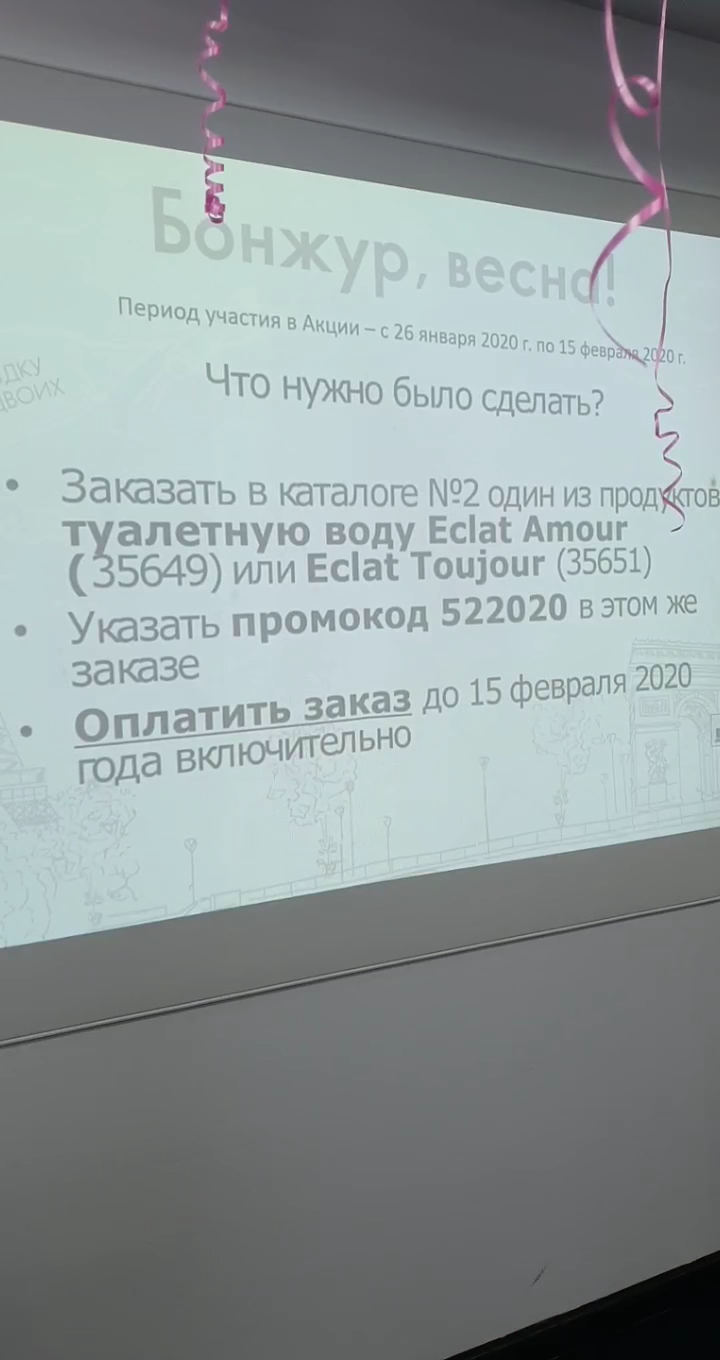 Бонжур, весна!
Период участия в Акции – с 26 января 2020 г. по 15 февраля 2020 г.
Что нужно было сделать?
• Заказать в каталоге №2 один из продуктов
туалетную воду Eclat Amour
(35649) или Eclat Toujour (35651)
• Указать промокод 522020 в этом же
заказе
• Оплатить заказ до 15 февраля 2020
года включительно